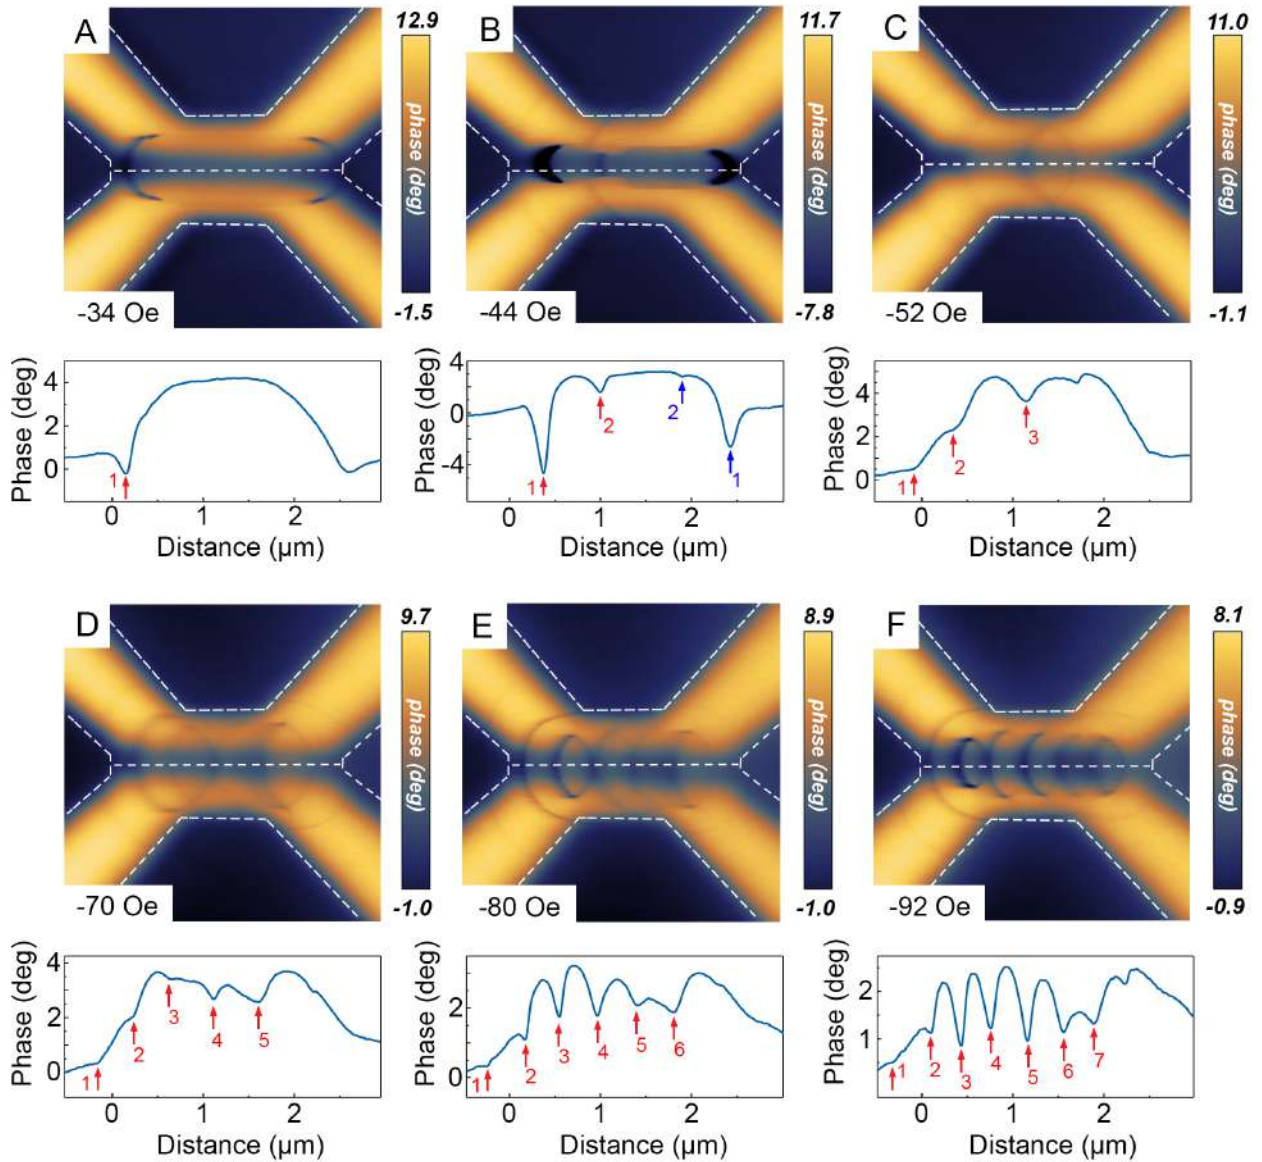 A
12.9
phase (deg)
-1.5
-34 Oe
B
11.7
phase (deg)
-7.8
-44 Oe
C
11.0
phase (deg)
-1.1
-52 Oe
Phase (deg)
4
2
0
1
0
1
2
Distance (μm)
Phase (deg)
4
0
−4
1
2
2
1
0
1
2
Distance (μm)
Phase (deg)
4
2
0
1
2
3
0
1
2
Distance (μm)
D
9.7
phase (deg)
-1.0
-70 Oe
E
8.9
phase (deg)
-1.0
-80 Oe
F
8.1
phase (deg)
-0.9
-92 Oe
Phase (deg)
4
2
0
1
2
3
4
5
0
1
2
Distance (μm)
Phase (deg)
2
0
1
2
3
4
5
6
0
1
2
Distance (μm)
Phase (deg)
2
1
1
2
3
4
5
6
7
0
1
2
Distance (μm)